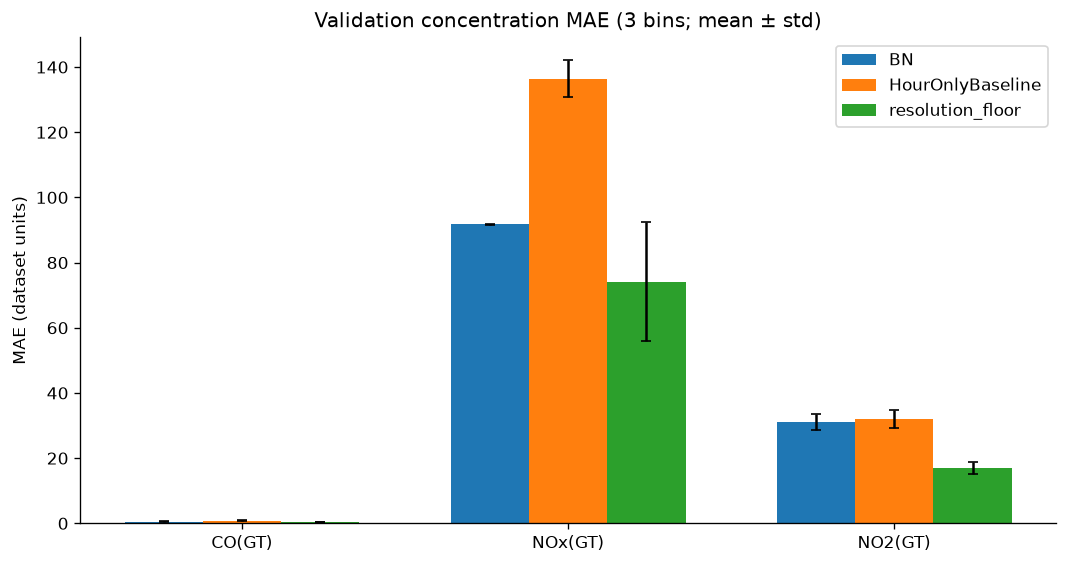 Validation concentration MAE (3 bins; mean ± std)
BN
HourOnlyBaseline
resolution_floor
MAE (dataset units)
140
120
100
80
60
40
20
0
CO(GT)
NOx(GT)
NO2(GT)